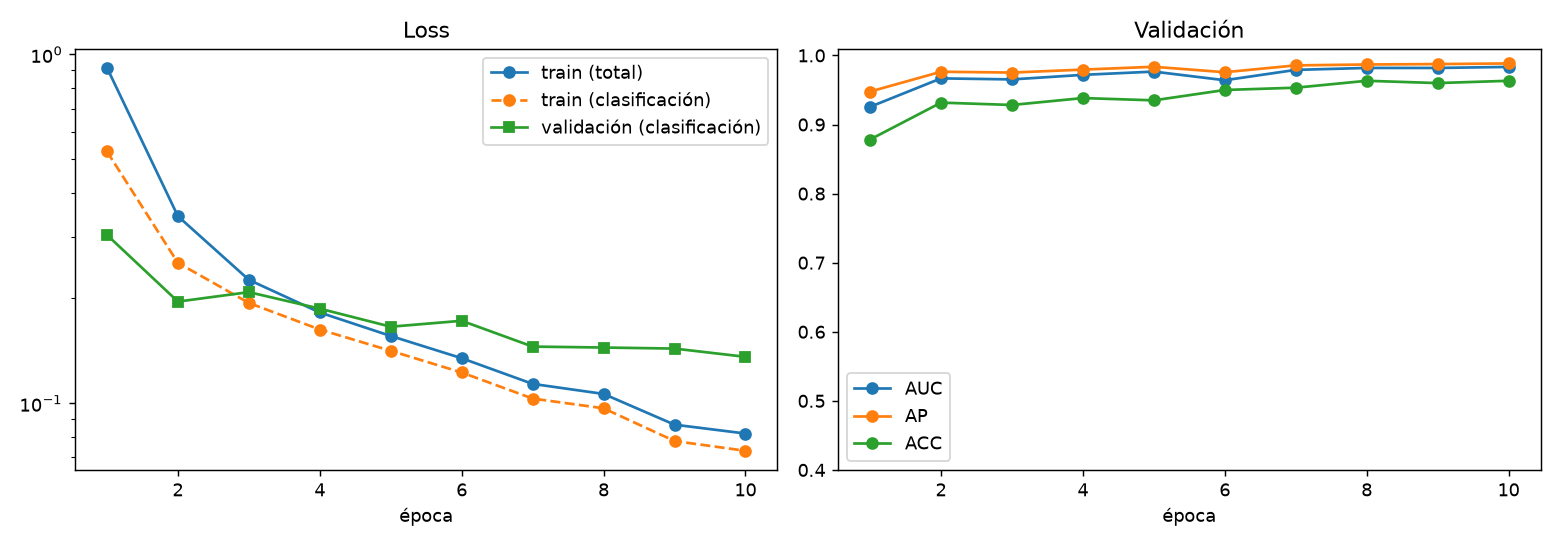 Loss
10⁰
10⁻¹
train (total)
train (clasificación)
validación (clasificación)
2 4 6 8 10
época
Validación
1.0
0.9
0.8
0.7
0.6
0.5
0.4
AUC
AP
ACC
2 4 6 8 10
época